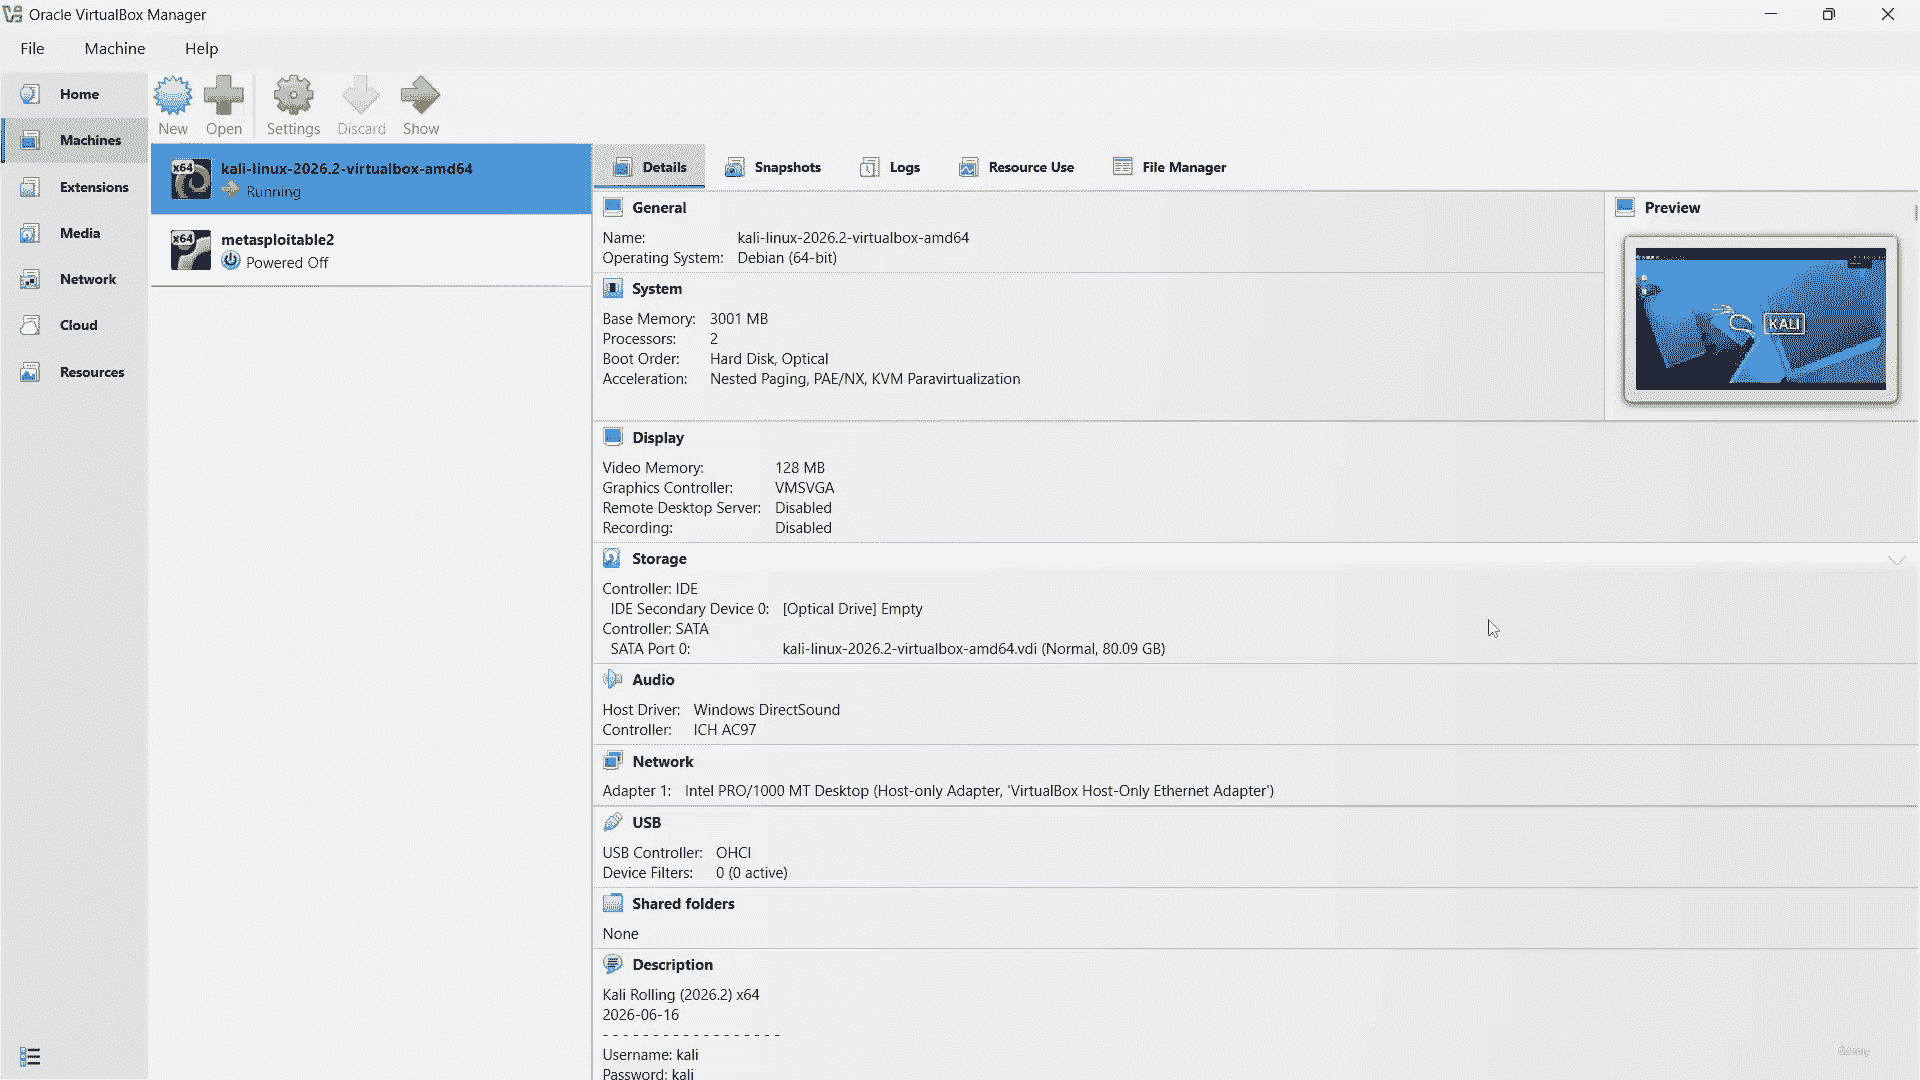 Oracle VirtualBox Manager
File Machine Help
Home
Machines
Extensions
Media
Network
Cloud
Resources
New Open Settings Discard Show
x64 kali-linux-2026.2-virtualbox-amd64
Running
x64 metasploitable2
Powered Off
Details Snapshots Logs Resource Use File Manager
General
Name: kali-linux-2026.2-virtualbox-amd64
Operating System: Debian (64-bit)
Preview
KALI
System
Base Memory: 3001 MB
Processors: 2
Boot Order: Hard Disk, Optical
Acceleration: Nested Paging, PAE/NX, KVM Paravirtualization
Display
Video Memory: 128 MB
Graphics Controller: VMSVGA
Remote Desktop Server: Disabled
Recording: Disabled
Storage
Controller: IDE
IDE Secondary Device 0: [Optical Drive] Empty
Controller: SATA
SATA Port 0: kali-linux-2026.2-virtualbox-amd64.vdi (Normal, 80.09 GB)
Audio
Host Driver: Windows DirectSound
Controller: ICH AC97
Network
Adapter 1: Intel PRO/1000 MT Desktop (Host-only Adapter, 'VirtualBox Host-Only Ethernet Adapter')
USB
USB Controller: OHCI
Device Filters: 0 (0 active)
Shared folders
None
Description
Kali Rolling (2026.2) x64
2026-06-16
- - - - - - - - - - - - - - - - - -
Username: kali
Password: kali
ûdemy